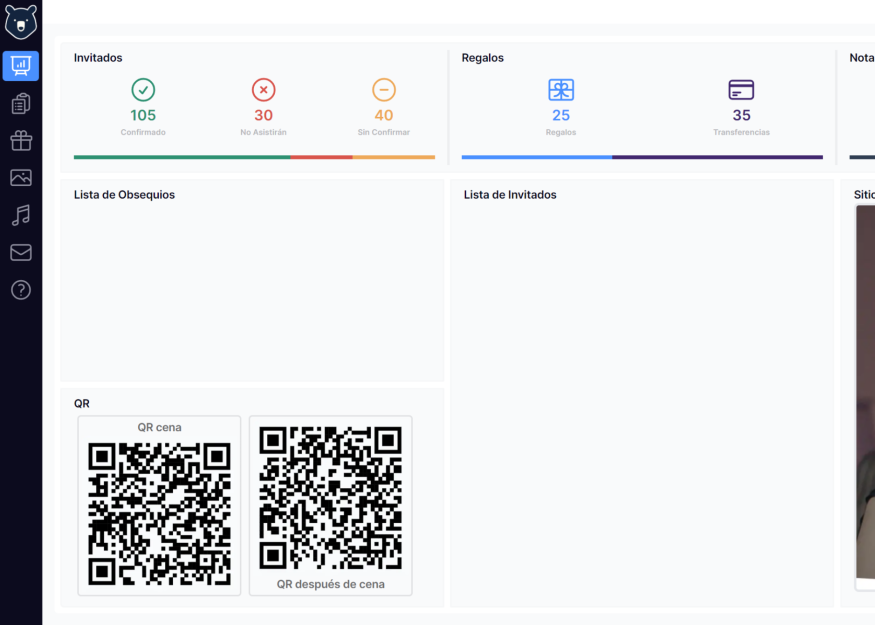 Invitados
105
Confirmado
30
No Asistirán
40
Sin Confirmar
Regalos
25
Regalos
35
Transferencias
Nota
Lista de Obsequios
Lista de Invitados
Sitio
QR
QR cena
QR después de cena